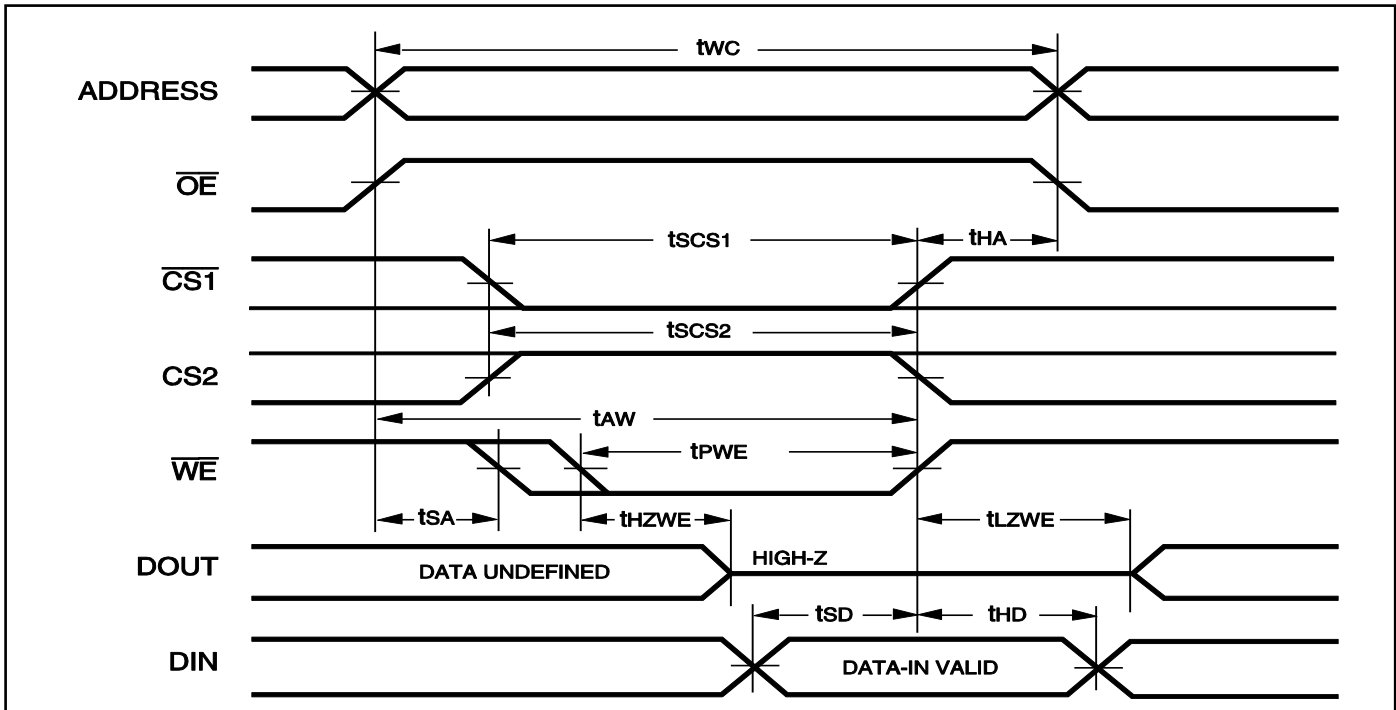 tWC
ADDRESS
OE
tSCS1
tHA
CS1
tSCS2
CS2
tAW
WE
tPWE
tSA
tHZWE
tLZWE
DOUT
DATA UNDEFINED
HIGH-Z
tSD
tHD
DIN
DATA-IN VALID